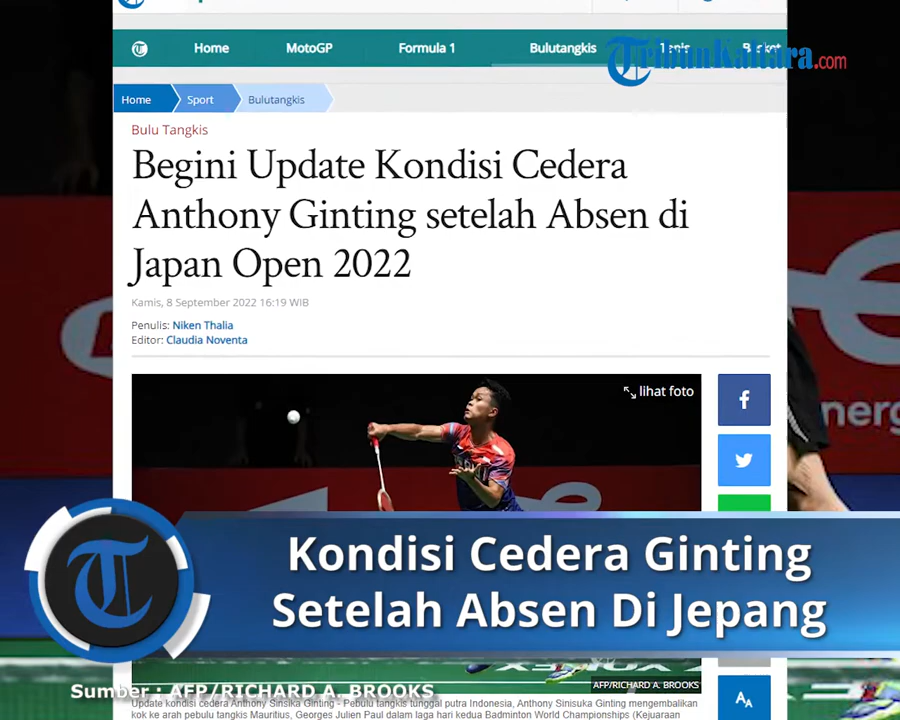 Home MotoGP Formula 1 Bulutangkis Tenis Basket
TribunKaltara.com
Home Sport Bulutangkis
Bulu Tangkis
Begini Update Kondisi Cedera
Anthony Ginting setelah Absen di
Japan Open 2022
Kamis, 8 September 2022 16:19 WIB
Penulis: Niken Thalia
Editor: Claudia Noventa
lihat foto
Kondisi Cedera Ginting
Setelah Absen Di Jepang
AFP/RICHARD A. BROOKS
Sumber : AFP/RICHARD A. BROOKS
Update kondisi cedera Anthony Sinsika Ginting - Pebulu tangkis tunggal putra Indonesia, Anthony Sinisuka Ginting mengembalikan
kok ke arah pebulu tangkis Mauritius, Georges Julien Paul dalam laga hari kedua Badminton World Championships (Kejuaraan